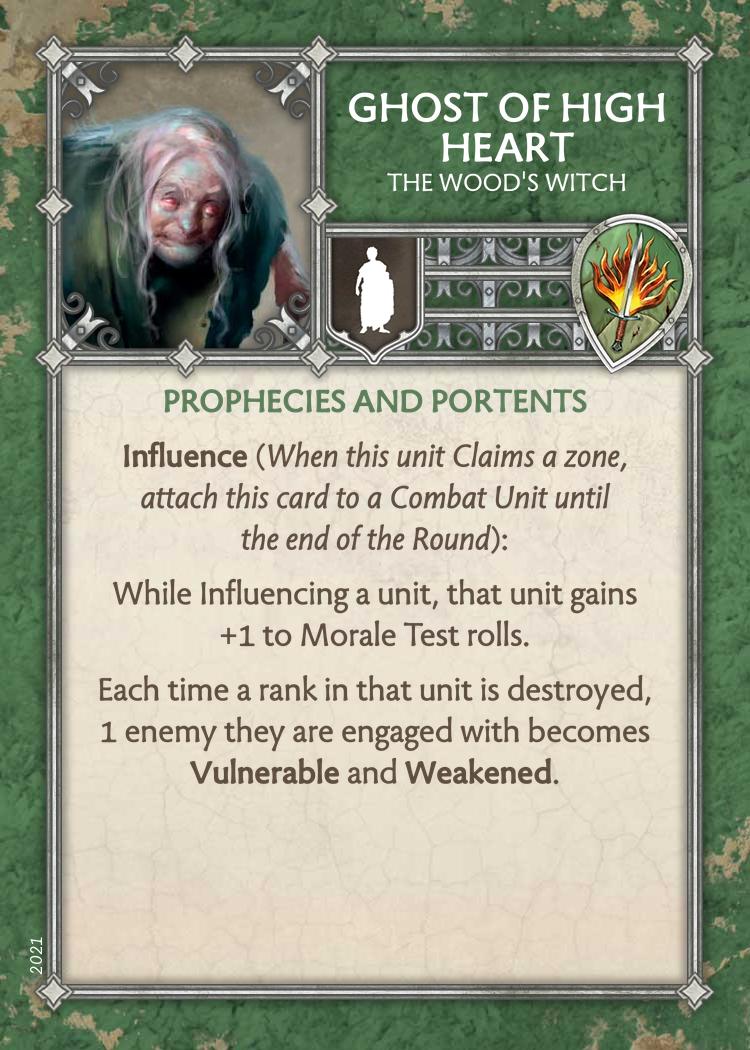 GHOST OF HIGH
HEART
THE WOOD'S WITCH
PROPHECIES AND PORTENTS
Influence (When this unit Claims a zone,
attach this card to a Combat Unit until
the end of the Round):
While Influencing a unit, that unit gains
+1 to Morale Test rolls.
Each time a rank in that unit is destroyed,
1 enemy they are engaged with becomes
Vulnerable and Weakened.
2021